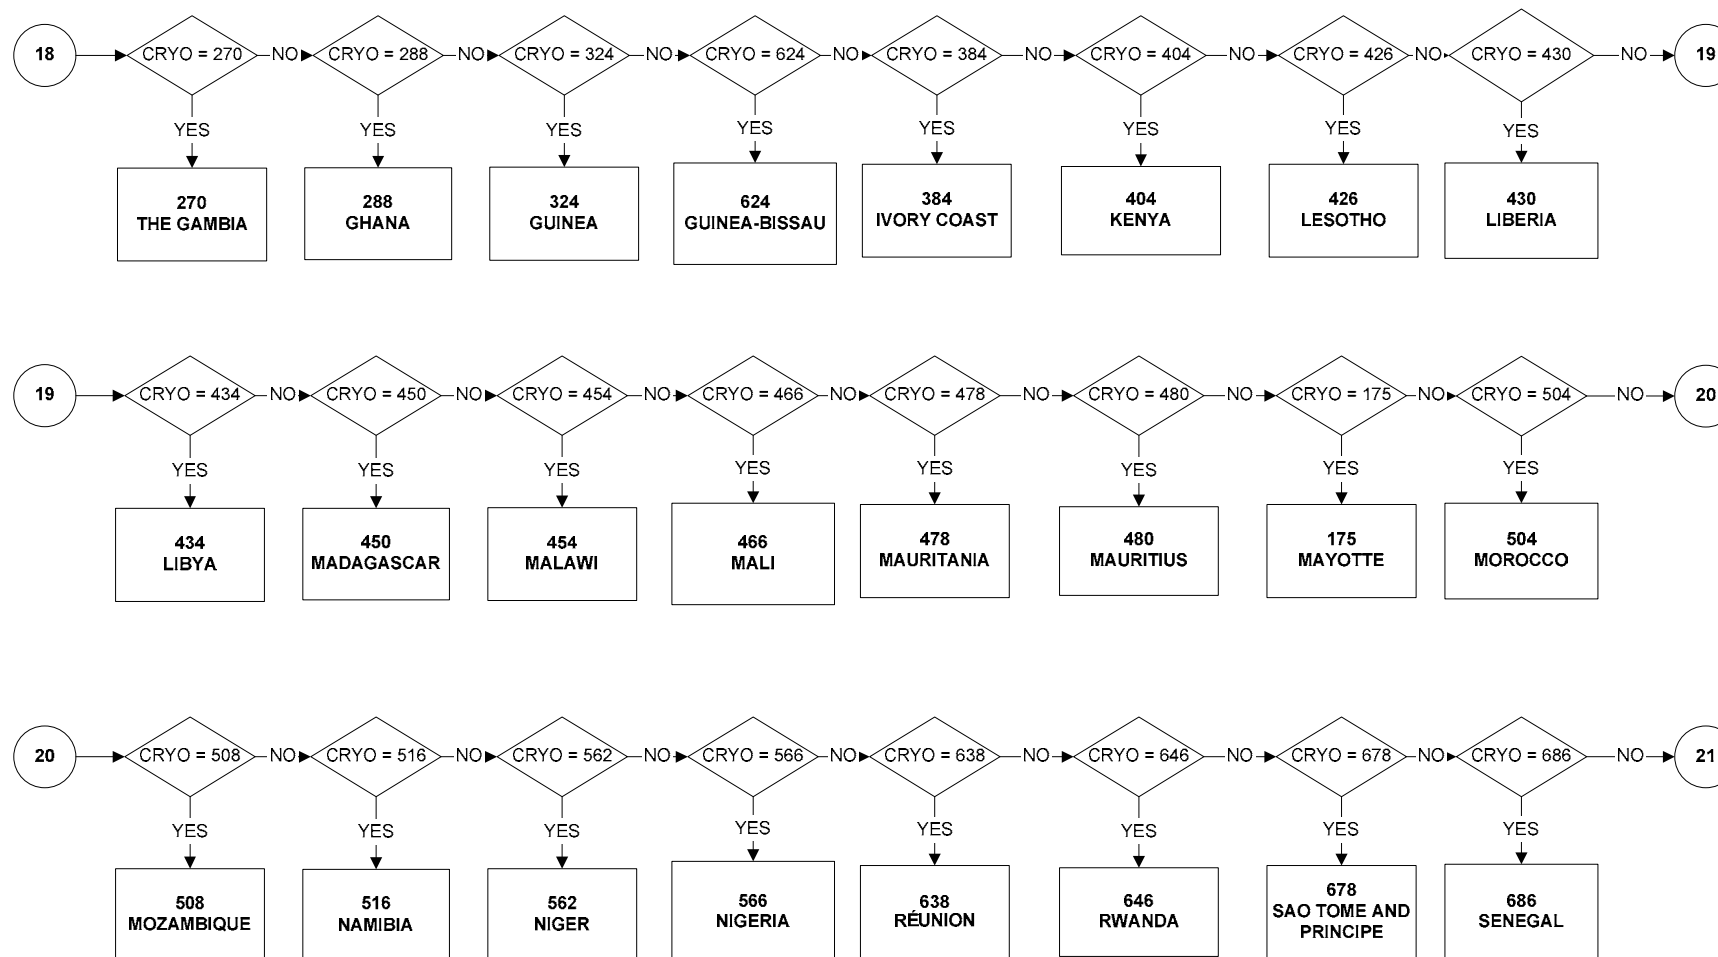 18
CRYO = 270
NO
CRYO = 288
NO
CRYO = 324
NO
CRYO = 624
NO
CRYO = 384
NO
CRYO = 404
NO
CRYO = 426
NO
CRYO = 430
NO
19
YES
YES
YES
YES
YES
YES
YES
YES
270
THE GAMBIA
288
GHANA
324
GUINEA
624
GUINEA-BISSAU
384
IVORY COAST
404
KENYA
426
LESOTHO
430
LIBERIA
19
CRYO = 434
NO
CRYO = 450
NO
CRYO = 454
NO
CRYO = 466
NO
CRYO = 478
NO
CRYO = 480
NO
CRYO = 175
NO
CRYO = 504
NO
20
YES
YES
YES
YES
YES
YES
YES
YES
434
LIBYA
450
MADAGASCAR
454
MALAWI
466
MALI
478
MAURITANIA
480
MAURITIUS
175
MAYOTTE
504
MOROCCO
20
CRYO = 508
NO
CRYO = 516
NO
CRYO = 562
NO
CRYO = 566
NO
CRYO = 638
NO
CRYO = 646
NO
CRYO = 678
NO
CRYO = 686
NO
21
YES
YES
YES
YES
YES
YES
YES
YES
508
MOZAMBIQUE
516
NAMIBIA
562
NIGER
566
NIGERIA
638
RÉUNION
646
RWANDA
678
SAO TOME AND
PRINCIPE
686
SENEGAL